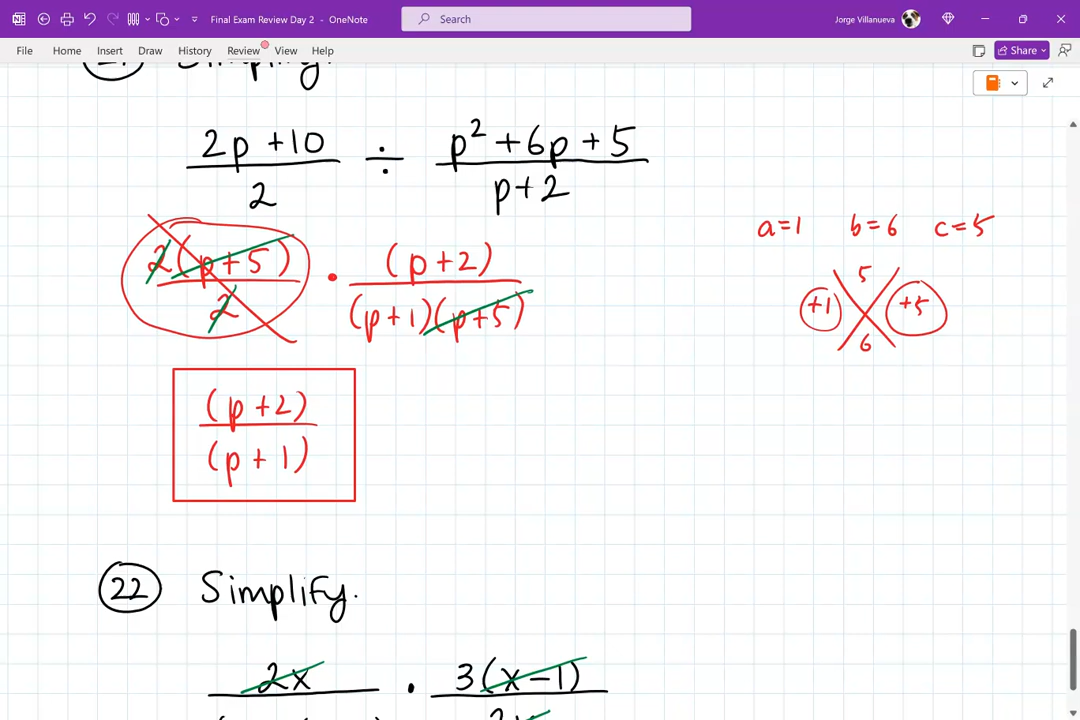 Final Exam Review Day 2 - OneNote
Search
Jorge Villanueva
File Home Insert Draw History Review View Help
Share
Simplify.
2p + 10 ÷ p² + 6p + 5
2 p + 2
a = 1 b = 6 c = 5
2(p + 5) • (p + 2)
2 (p + 1)(p + 5)
5
+1 +5
6
(p + 2)
(p + 1)
22 Simplify.
2x • 3(x - 1)